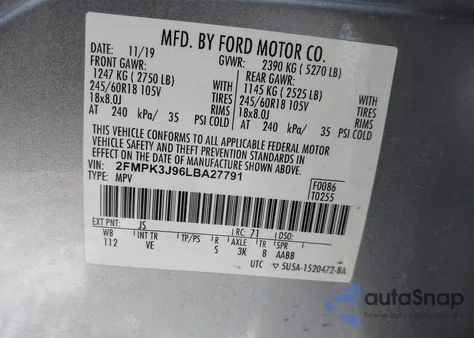 MFD. BY FORD MOTOR CO.
DATE: 11/19 GVWR: 2390 KG ( 5270 LB)
FRONT GAWR: REAR GAWR:
1247 KG ( 2750 LB) 1145 KG ( 2525 LB)
245/60R18 105V TIRES 245/60R18 105V
18x8.0J RIMS 18x8.0J
AT 240 kPa/ 35 PSI COLD AT 240 kPa/ 35 PSI COLD
THIS VEHICLE CONFORMS TO ALL APPLICABLE FEDERAL MOTOR
VEHICLE SAFETY AND THEFT PREVENTION STANDARDS IN EFFECT ON THE
DATE OF MANUFACTURE SHOWN ABOVE.
VIN: 2FMPK3J96LBA27791
TYPE: MPV
F0086
T0255
EXT PNT: JS RC: 71 DSO:
WB INT TR TP/PS R AXLE TR SPR
112 VE S 3K 8 AABB
UTC 5U5A-1520472-BA
autoSnap